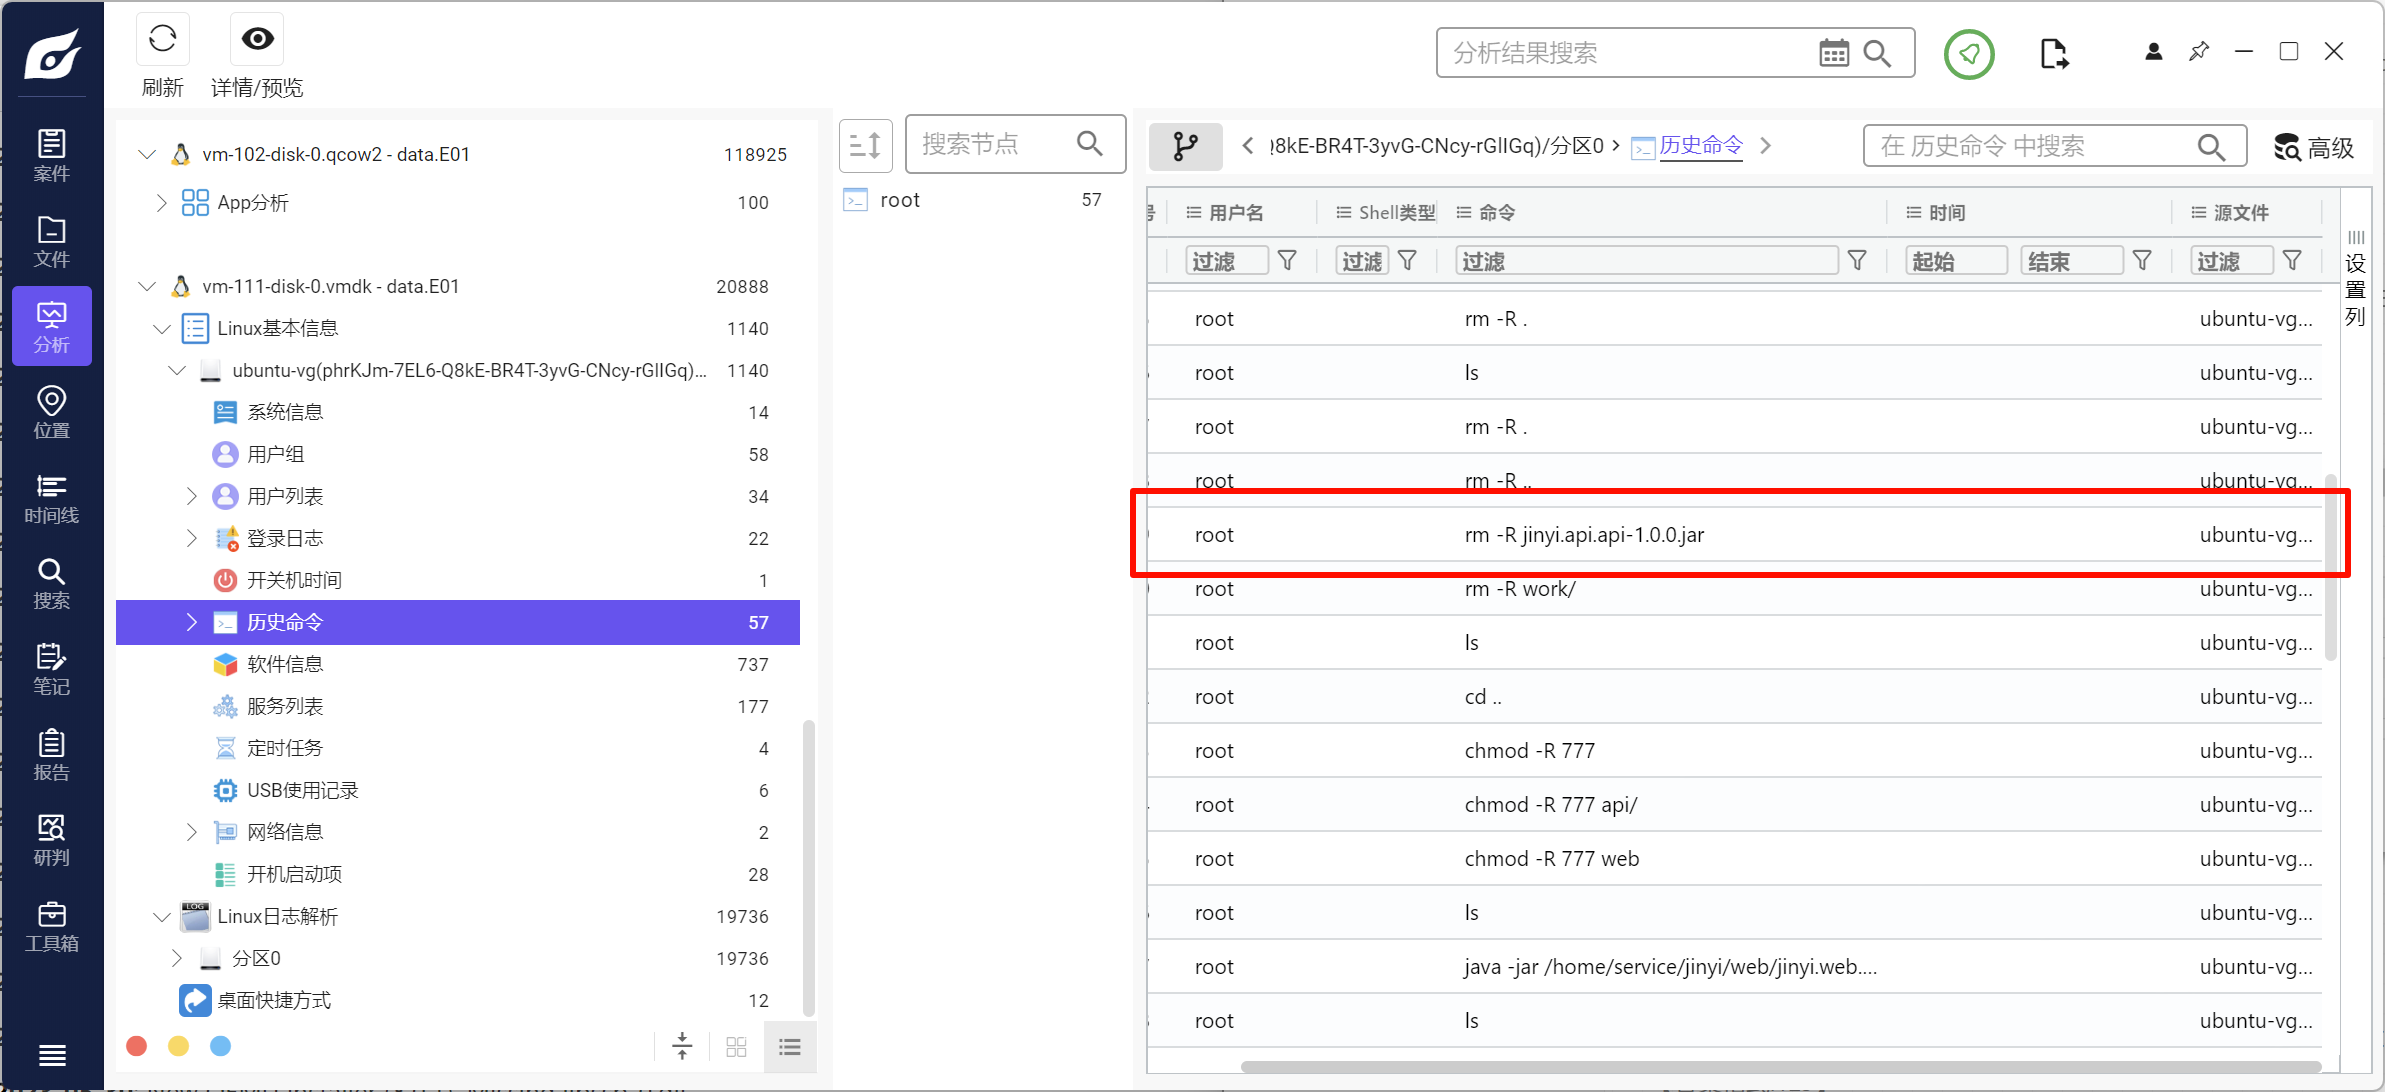 刷新
详情/预览
分析结果搜索
案件
文件
分析
位置
时间线
搜索
笔记
报告
研判
工具箱
vm-102-disk-0.qcow2 - data.E01 118925
App分析 100
vm-111-disk-0.vmdk - data.E01 20888
Linux基本信息 1140
ubuntu-vg(phrKJm-7EL6-Q8kE-BR4T-3yvG-CNcy-rGlIGq)... 1140
系统信息 14
用户组 58
用户列表 34
登录日志 22
开关机时间 1
历史命令 57
软件信息 737
服务列表 177
定时任务 4
USB使用记录 6
网络信息 2
开机启动项 28
LOG Linux日志解析 19736
分区0 19736
桌面快捷方式 12
搜索节点
root 57
Q8kE-BR4T-3yvG-CNcy-rGlIGq)/分区0 > 历史命令 >
在 历史命令 中搜索
高级
号 用户名 Shell类型 命令 时间 源文件
过滤 过滤 过滤 起始 结束 过滤
设置列
root rm -R . ubuntu-vg...
root ls ubuntu-vg...
root rm -R . ubuntu-vg...
root rm -R .. ubuntu-vg...
root rm -R jinyi.api.api-1.0.0.jar ubuntu-vg...
root rm -R work/ ubuntu-vg...
root ls ubuntu-vg...
root cd .. ubuntu-vg...
root chmod -R 777 ubuntu-vg...
root chmod -R 777 api/ ubuntu-vg...
root chmod -R 777 web ubuntu-vg...
root ls ubuntu-vg...
root java -jar /home/service/jinyi/web/jinyi.web.... ubuntu-vg...
root ls ubuntu-vg...